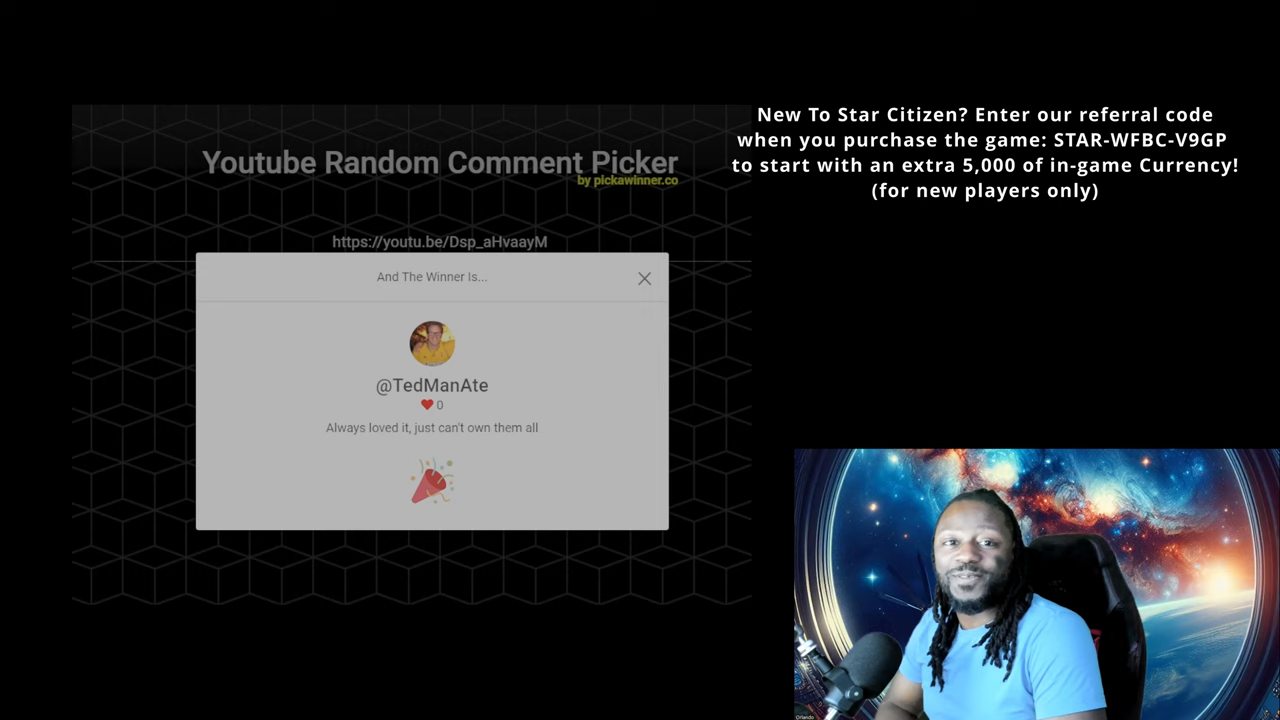 New To Star Citizen? Enter our referral code
when you purchase the game: STAR-WFBC-V9GP
to start with an extra 5,000 of in-game Currency!
(for new players only)
Youtube Random Comment Picker
by pickawinner.co
https://youtu.be/Dsp_aHvaayM
And The Winner Is...
@TedManAte
0
Always loved it, just can't own them all
Orlando